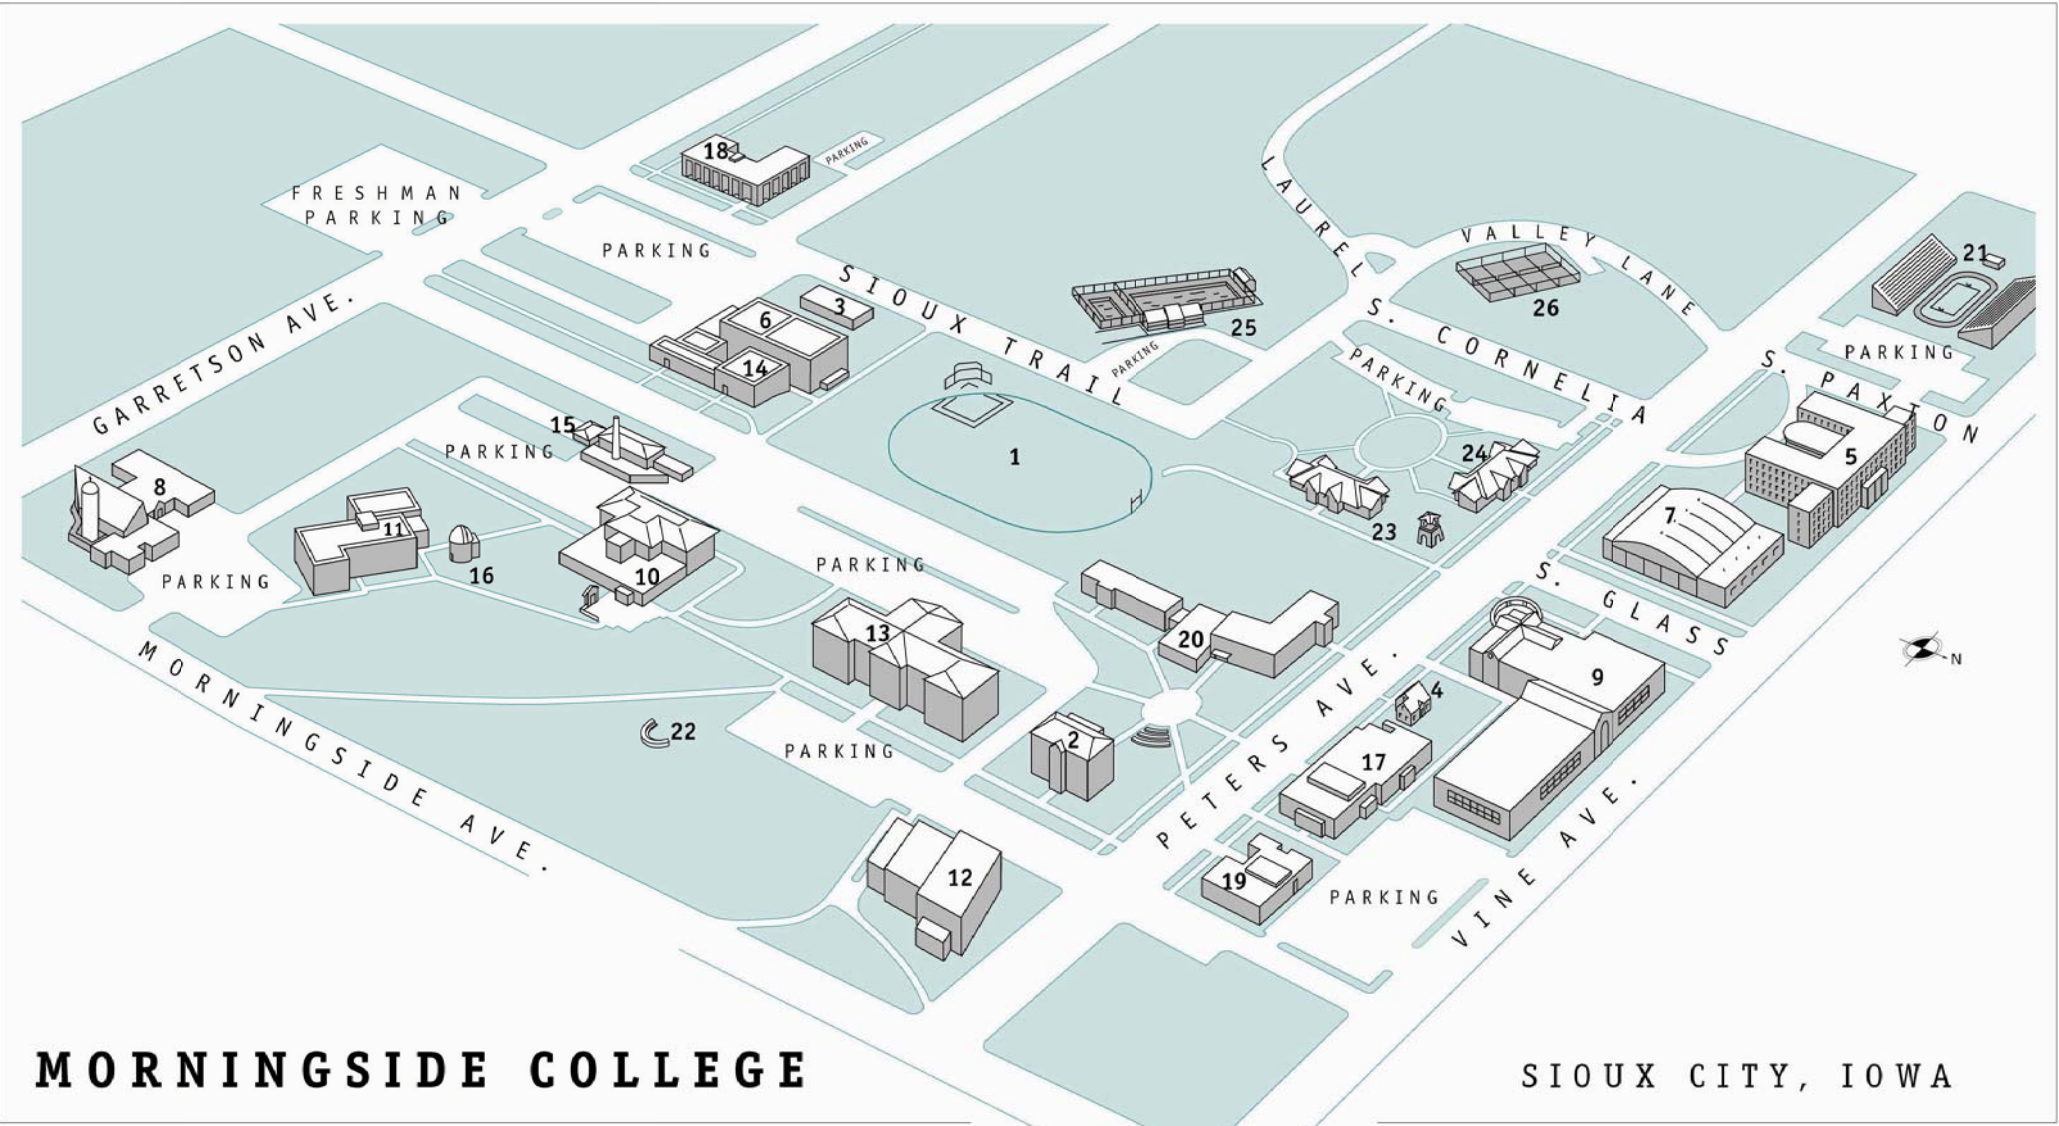 18
PARKING
FRESHMAN
PARKING
PARKING
LAUREL
VALLEY LANE
21
26
25
SIOUX TRAIL
3
6
14
PARKING
S. CORNELIA
PARKING
PARKING
S. PAXTON
GARRETSON AVE.
15
PARKING
1
24
23
5
7
8
11
16
10
PARKING
PARKING
13
20
S. GLASS
N
MORNINGSIDE AVE.
22
PARKING
2
PETERS AVE.
4
9
17
12
19
PARKING
VINE AVE.
MORNINGSIDE COLLEGE
SIOUX CITY, IOWA